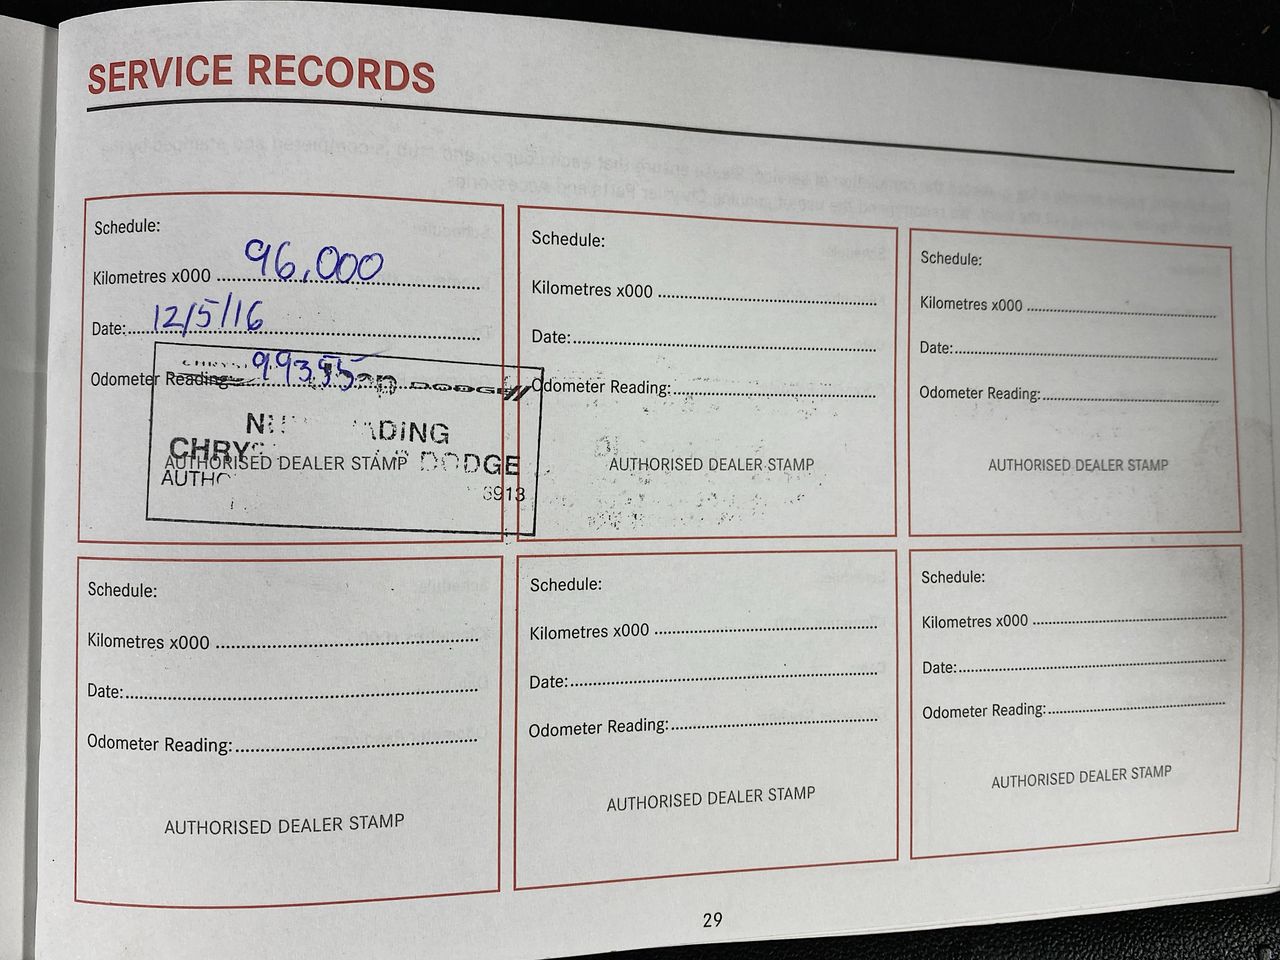 SERVICE RECORDS
Schedule:
Kilometres x000 96,000
Date: 12/5/16
Odometer Reading: 99355
DODGE
DODGE
3913
AUTHORISED DEALER STAMP
Schedule:
Kilometres x000
Date:
Odometer Reading:
AUTHORISED DEALER STAMP
Schedule:
Kilometres x000
Date:
Odometer Reading:
AUTHORISED DEALER STAMP
Schedule:
Kilometres x000
Date:
Odometer Reading:
AUTHORISED DEALER STAMP
Schedule:
Kilometres x000
Date:
Odometer Reading:
AUTHORISED DEALER STAMP
Schedule:
Kilometres x000
Date:
Odometer Reading:
AUTHORISED DEALER STAMP
29